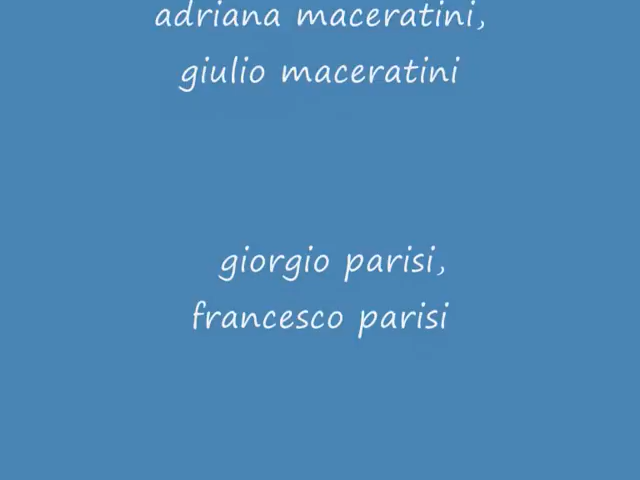 adriana maceratini,
giulio maceratini
giorgio parisi,
francesco parisi